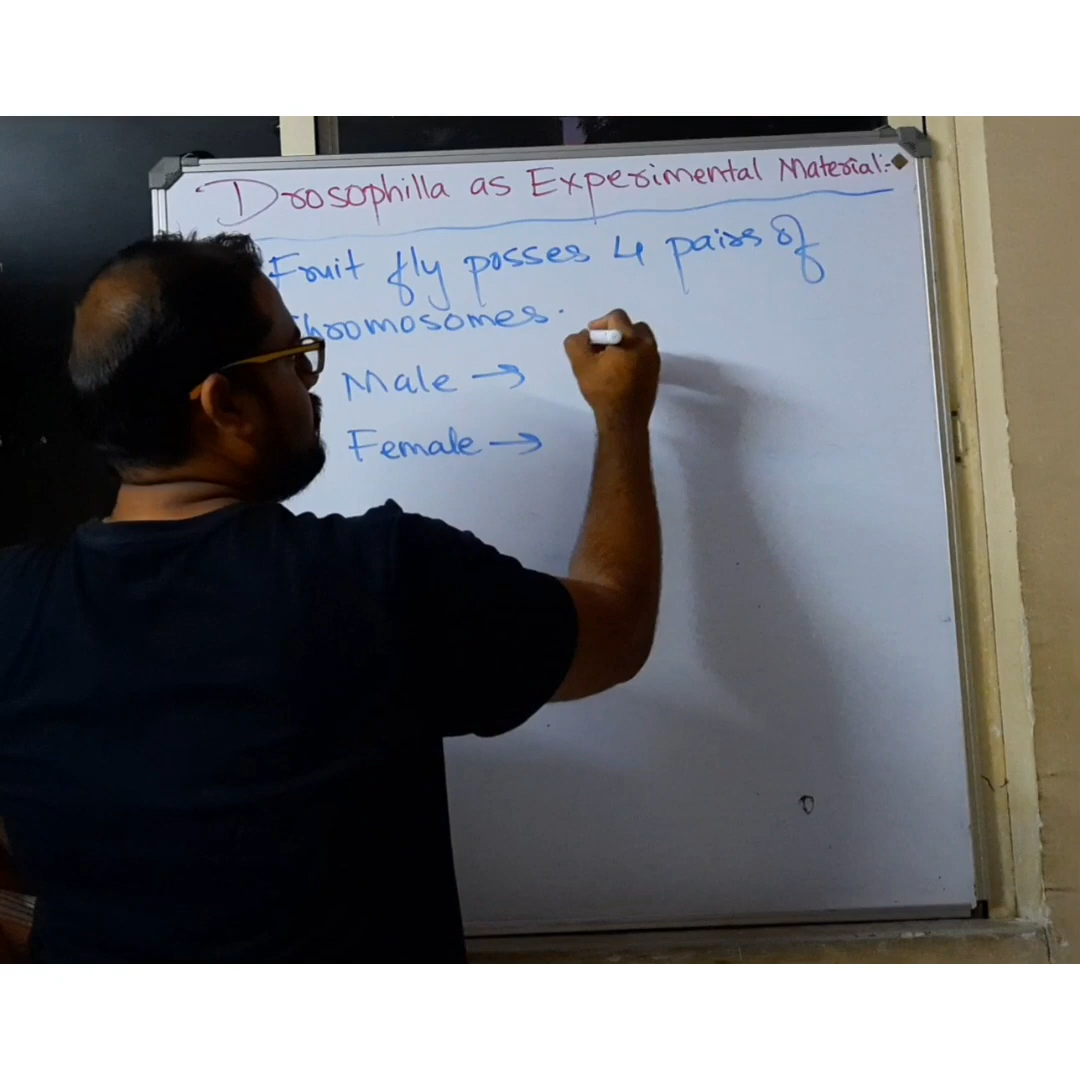 Drosophilla as Experimental Material:-
Fruit fly posses 4 pairs of
chromosomes.
Male →
Female →